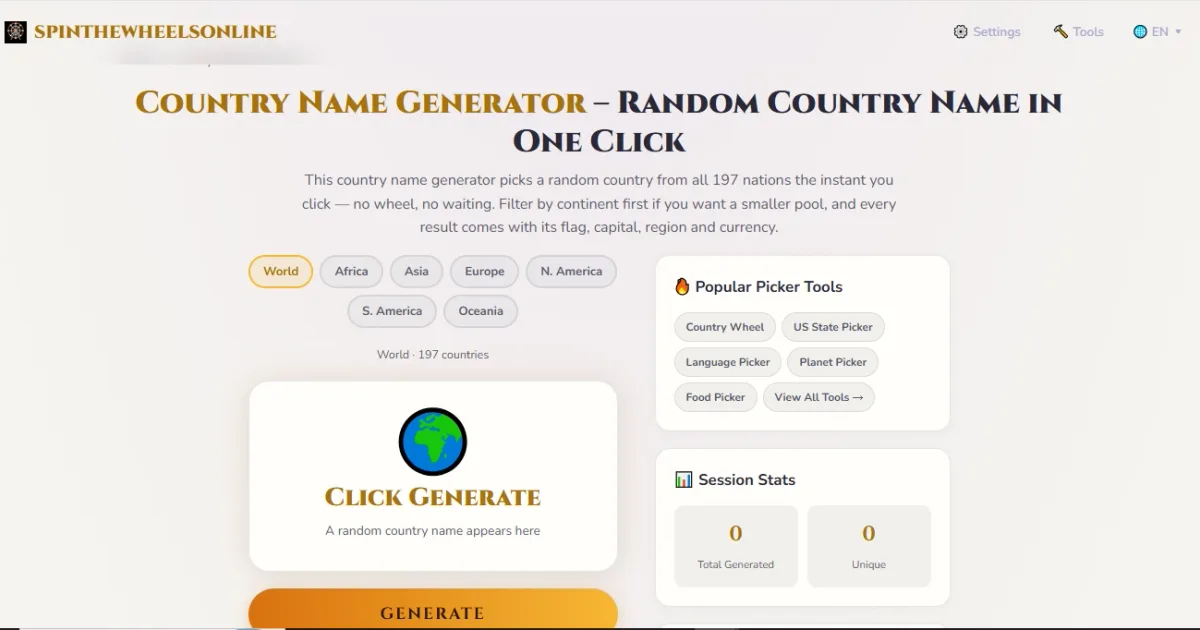 SPINTHEWHEELSONLINE
Settings
Tools
EN
Country Name Generator – Random Country Name in
One Click
This country name generator picks a random country from all 197 nations the instant you
click — no wheel, no waiting. Filter by continent first if you want a smaller pool, and every
result comes with its flag, capital, region and currency.
World
Africa
Asia
Europe
N. America
S. America
Oceania
World · 197 countries
Click Generate
A random country name appears here
GENERATE
Popular Picker Tools
Country Wheel
US State Picker
Language Picker
Planet Picker
Food Picker
View All Tools →
Session Stats
0
Total Generated
0
Unique